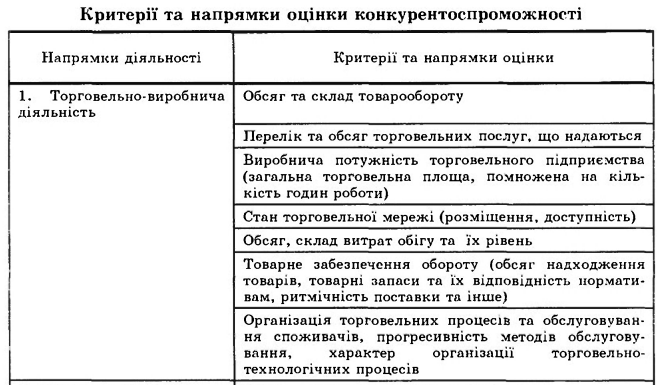 Критерії та напрямки оцінки конкурентоспроможності
Напрямки діяльності
Критерії та напрямки оцінки
1. Торговельно-виробнича
діяльність
Обсяг та склад товарообороту
Перелік та обсяг торговельних послуг, що надаються
Виробнича потужність торговельного підприємства
(загальна торговельна площа, помножена на кіль-
кість годин роботи)
Стан торговельної мережі (розміщення, доступність)
Обсяг, склад витрат обігу та їх рівень
Товарне забезпечення обороту (обсяг надходження
товарів, товарні запаси та їх відповідність нормати-
вам, ритмічність поставки та інше)
Організація торговельних процесів та обслуговуван-
ня споживачів, прогресивність методів обслугову-
вання, характер організації торговельно-
технологічних процесів